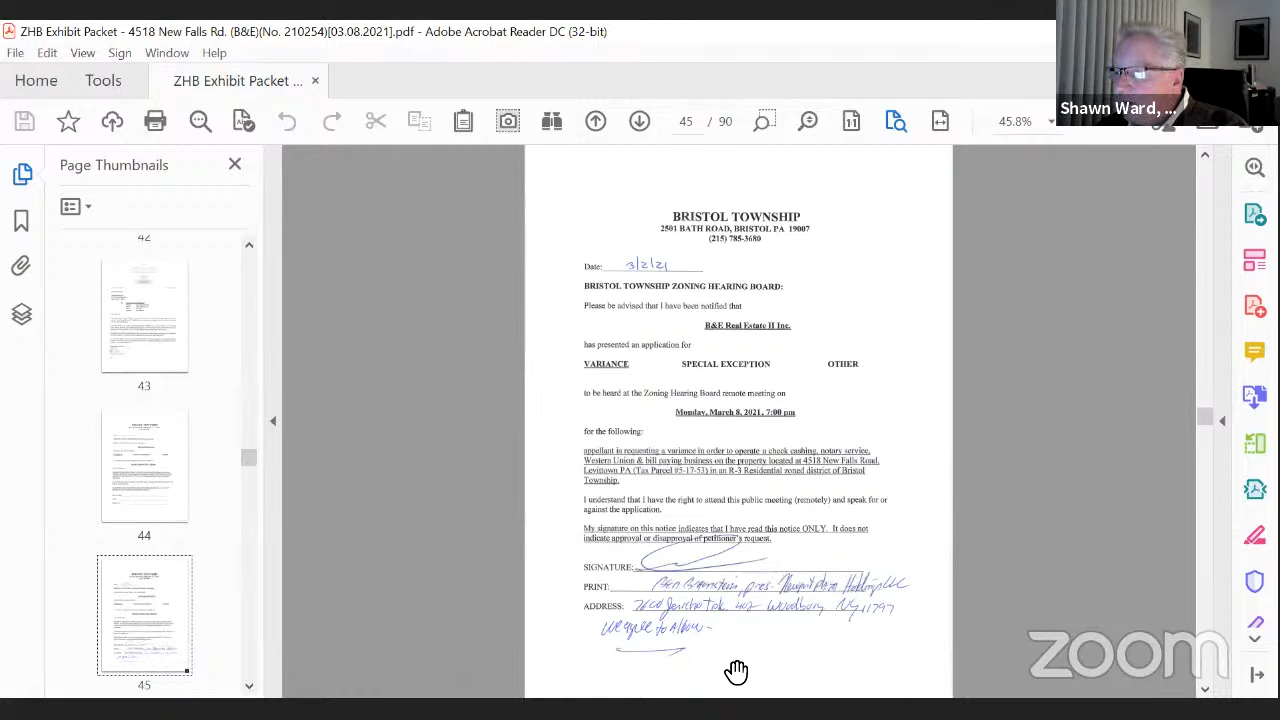 ZHB Exhibit Packet - 4518 New Falls Rd. (B&E)(No. 210254)[03.08.2021].pdf - Adobe Acrobat Reader DC (32-bit)
File Edit View Sign Window Help
Home Tools ZHB Exhibit Packet ... ×
45 / 90 45.8%
Shawn Ward, ...
Page Thumbnails
42
43
44
45
BRISTOL TOWNSHIP
2501 BATH ROAD, BRISTOL PA 19007
(215) 785-3680
Date: 3/2/21
BRISTOL TOWNSHIP ZONING HEARING BOARD:
Please be advised that I have been notified that
B&E Real Estate II Inc.
has presented an application for
VARIANCE SPECIAL EXCEPTION OTHER
to be heard at the Zoning Hearing Board remote meeting on
Monday, March 8, 2021, 7:00 pm
for the following:
appellant is requesting a variance in order to operate a check cashing, notary service,
Western Union & bill paying business on the property located at 4518 New Falls Road,
Levittown PA (Tax Parcel #5-17-53) in an R-3 Residential zoned district of Bristol
Township.
I understand that I have the right to attend this public meeting (remotely) and speak for or
against the application.
My signature on this notice indicates that I have read this notice ONLY. It does not
indicate approval or disapproval of petitioner's request.
SIGNATURE:
PRINT: Ben Bernstein, pres.
ADDRESS: Woodbury NY 11797
we agree to Allow -
zoom